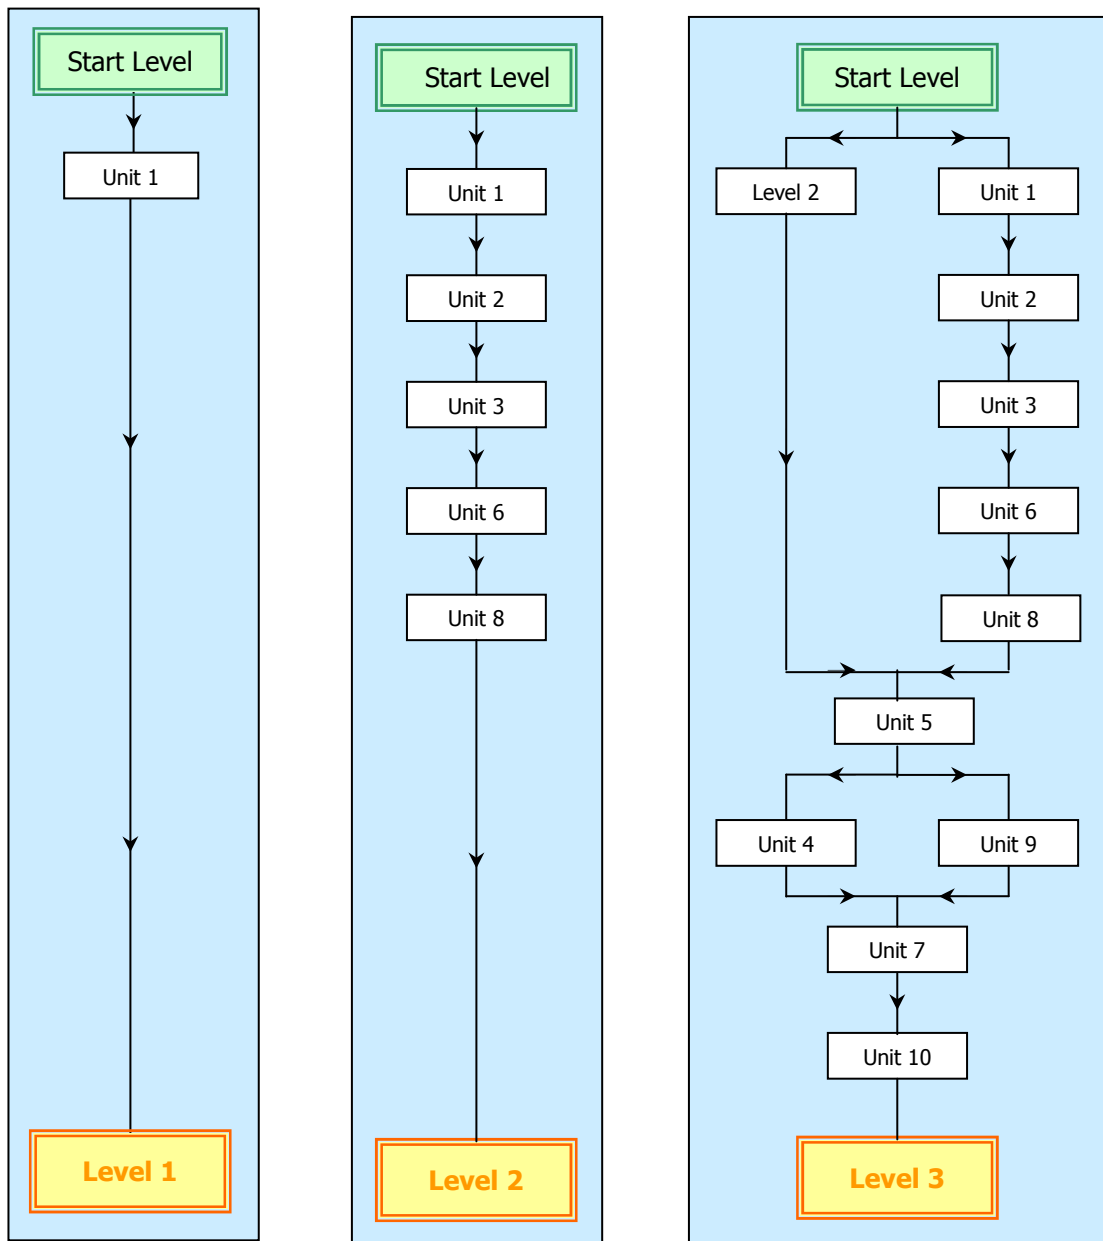 Start Level
Unit 1
Level 1
Start Level
Unit 1
Unit 2
Unit 3
Unit 6
Unit 8
Level 2
Start Level
Level 2
Unit 1
Unit 2
Unit 3
Unit 6
Unit 8
Unit 5
Unit 4
Unit 9
Unit 7
Unit 10
Level 3